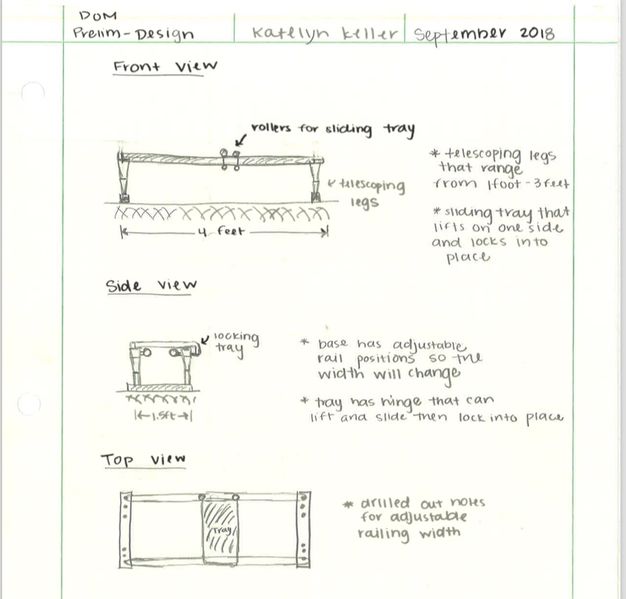 DOM
Prelim-Design
Katelyn Keller
September 2018
Front View
rollers for sliding tray
telescoping
legs
4 feet
* telescoping legs
that range
from 1foot-3feet
* sliding tray that
lifts on one side
and locks into
place
Side view
locking
tray
1.5ft
* base has adjustable
rail positions so the
width will change
* tray has hinge that can
lift and slide then lock into place
Top view
tray
* drilled out holes
for adjustable
railing width